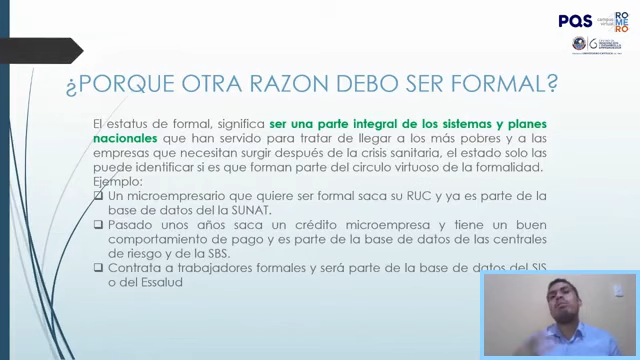 PQS
campus virtual
RO
ME
RO
¿PORQUE OTRA RAZON DEBO SER FORMAL?
El estatus de formal, significa ser una parte integral de los sistemas y planes
nacionales que han servido para tratar de llegar a los más pobres y a las
empresas que necesitan surgir después de la crisis sanitaria, el estado solo las
puede identificar si es que forman parte del circulo virtuoso de la formalidad.
Ejemplo:
Un microempresario que quiere ser formal saca su RUC y ya es parte de la
base de datos del la SUNAT.
Pasado unos años saca un crédito microempresa y tiene un buen
comportamiento de pago y es parte de la base de datos de las centrales
de riesgo y de la SBS.
Contrata a trabajadores formales y será parte de la base de datos del SIS
o del Essalud